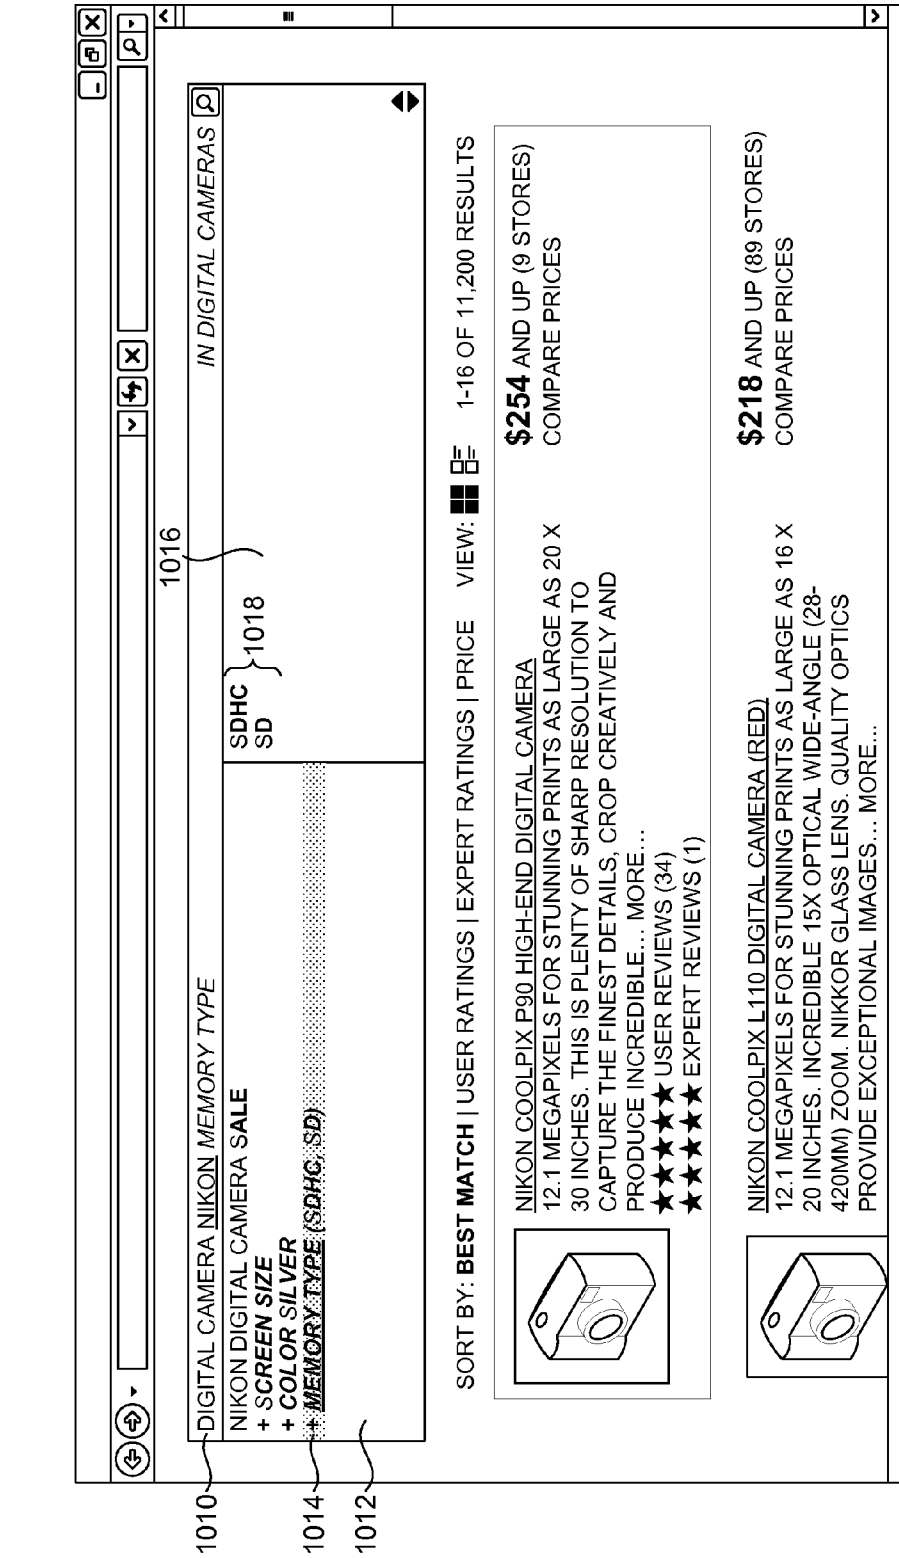 1016
1010
DIGITAL CAMERA NIKON MEMORY TYPE
IN DIGITAL CAMERAS
NIKON DIGITAL CAMERA SALE
+ SCREEN SIZE
+ COLOR SILVER
1014
+ MEMORY TYPE (SDHC, SD)
1012
SDHC
SD
1018
SORT BY: BEST MATCH | USER RATINGS | EXPERT RATINGS | PRICE VIEW: 1-16 OF 11,200 RESULTS
NIKON COOLPIX P90 HIGH-END DIGITAL CAMERA
12.1 MEGAPIXELS FOR STUNNING PRINTS AS LARGE AS 20 X
30 INCHES. THIS IS PLENTY OF SHARP RESOLUTION TO
CAPTURE THE FINEST DETAILS, CROP CREATIVELY AND
PRODUCE INCREDIBLE... MORE...
★★★★★ USER REVIEWS (34)
★★★★★ EXPERT REVIEWS (1)
$254 AND UP (9 STORES)
COMPARE PRICES
NIKON COOLPIX L110 DIGITAL CAMERA (RED)
12.1 MEGAPIXELS FOR STUNNING PRINTS AS LARGE AS 16 X
20 INCHES. INCREDIBLE 15X OPTICAL WIDE-ANGLE (28-
420MM) ZOOM. NIKKOR GLASS LENS. QUALITY OPTICS
PROVIDE EXCEPTIONAL IMAGES... MORE...
$218 AND UP (89 STORES)
COMPARE PRICES